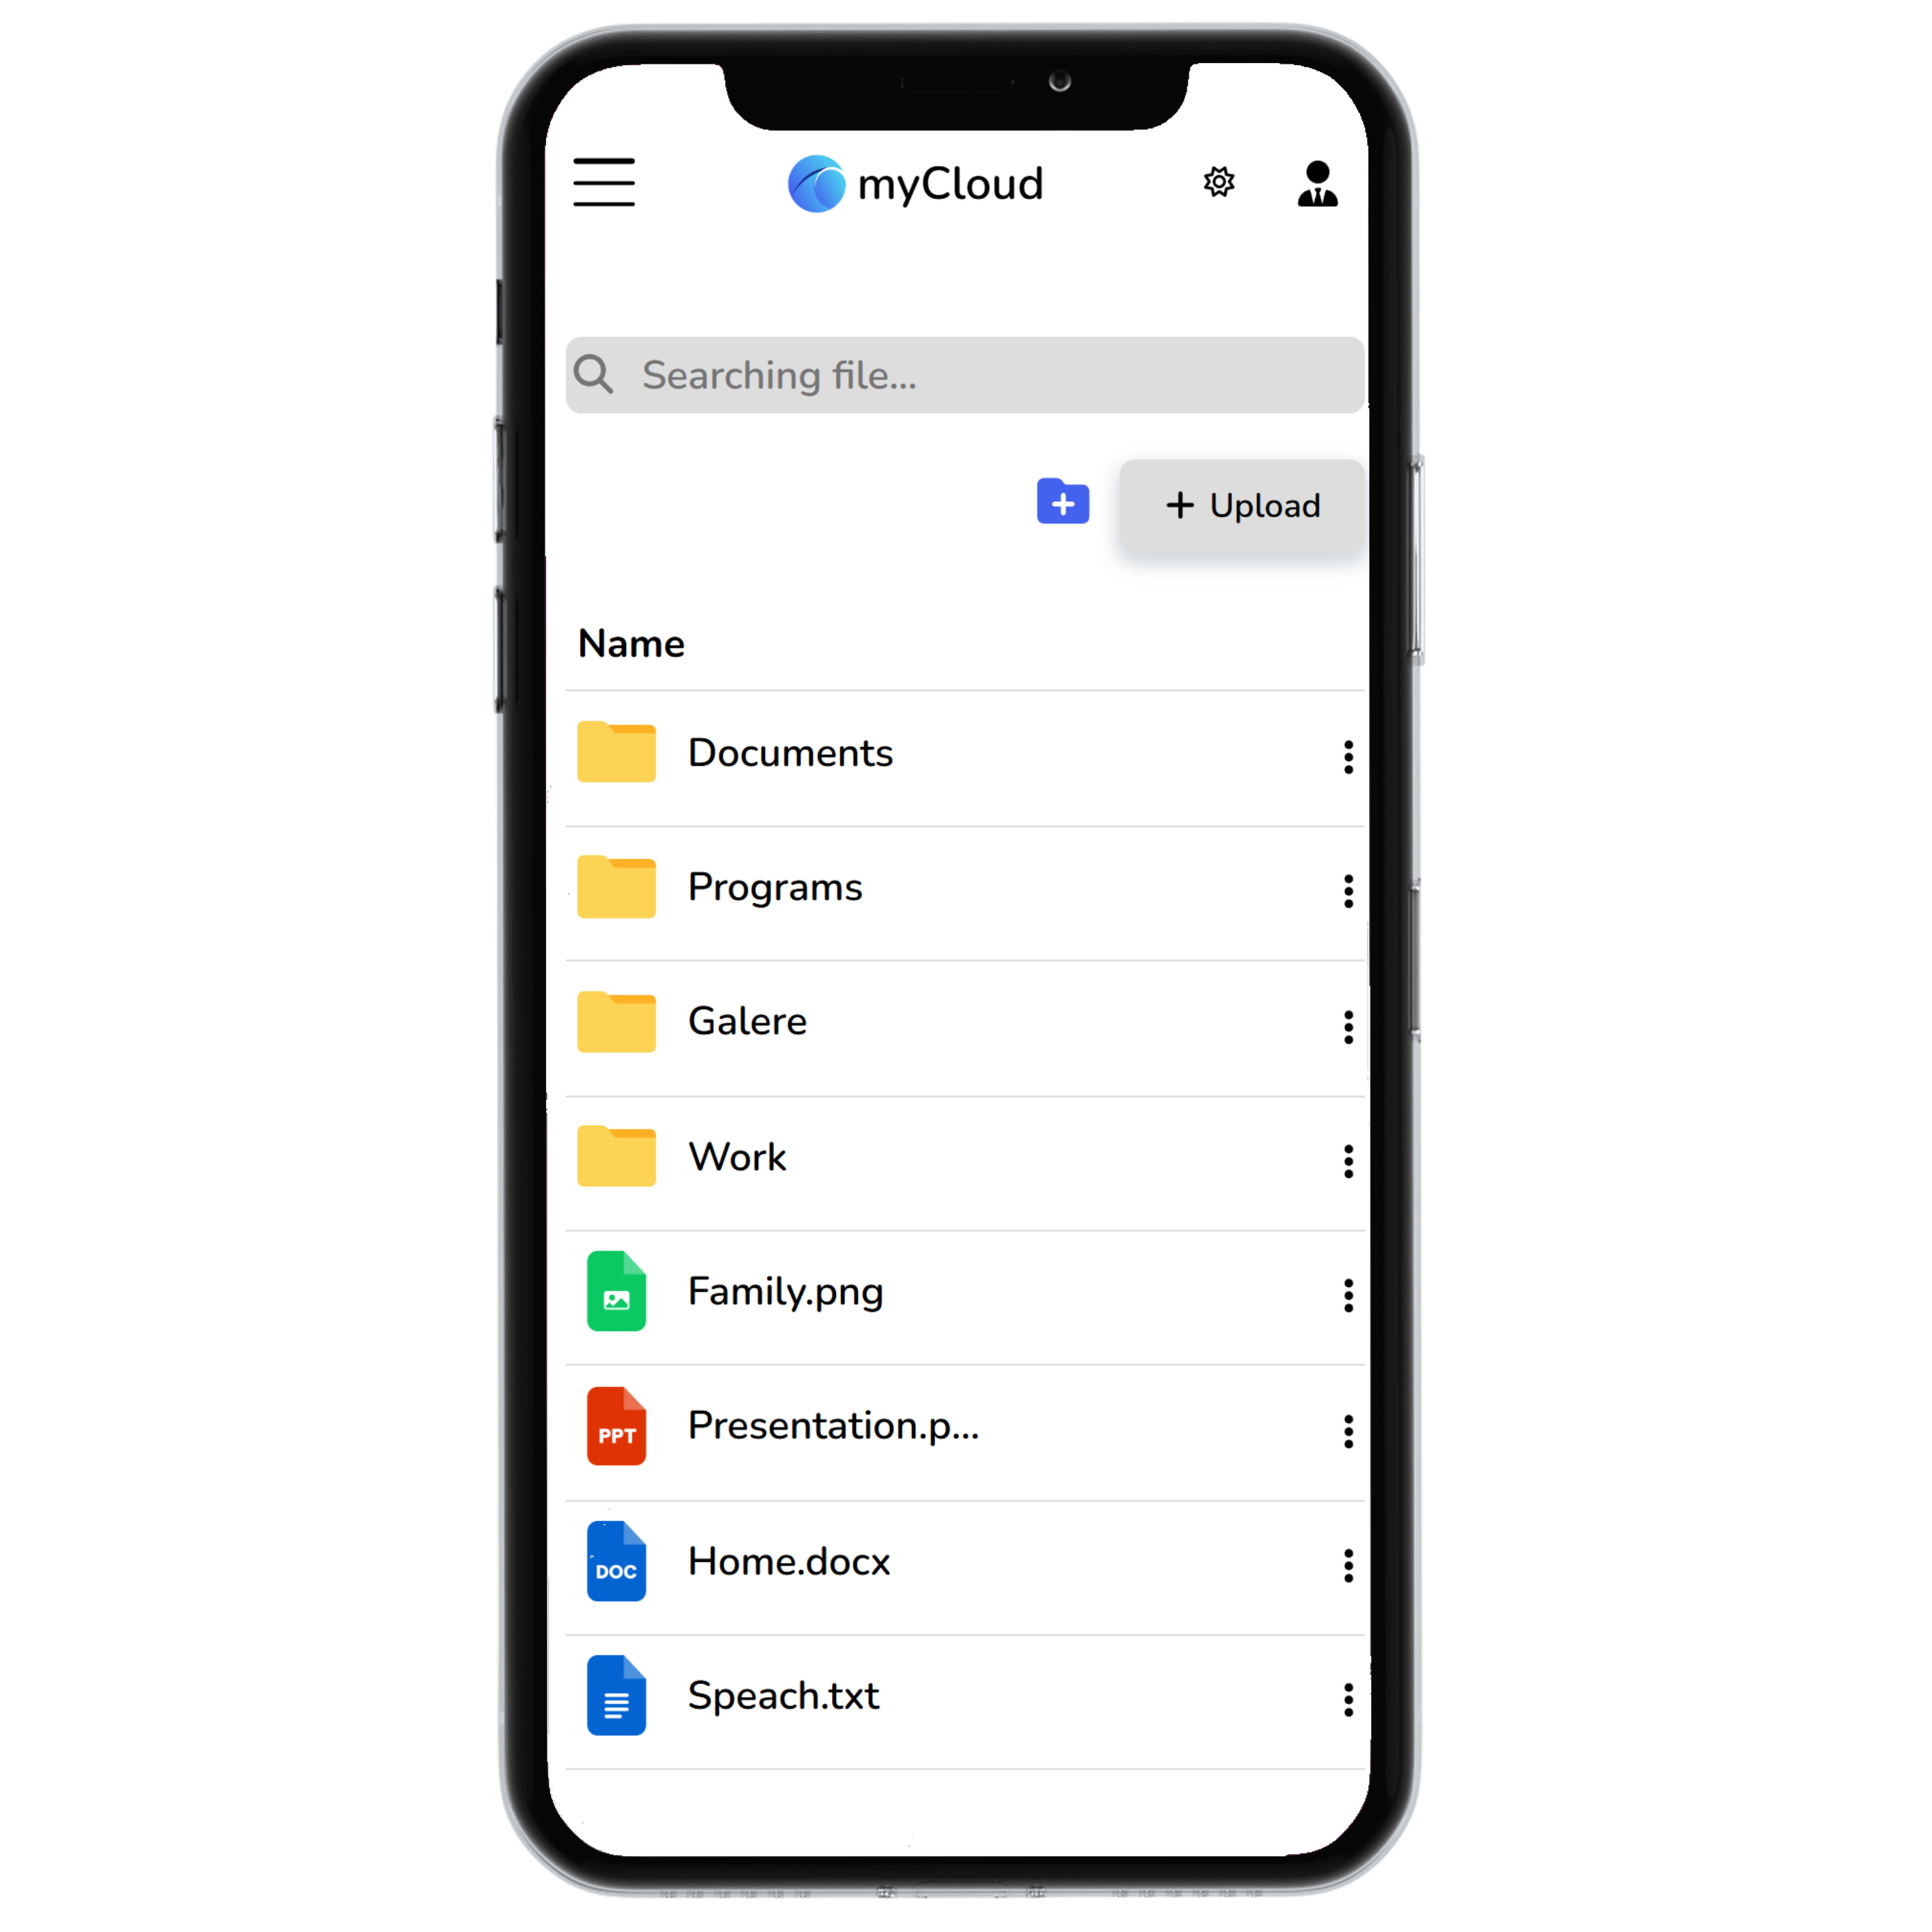 myCloud
Searching file...
+ Upload
Name
Documents
Programs
Galere
Work
Family.png
PPT Presentation.p...
DOC Home.docx
Speach.txt